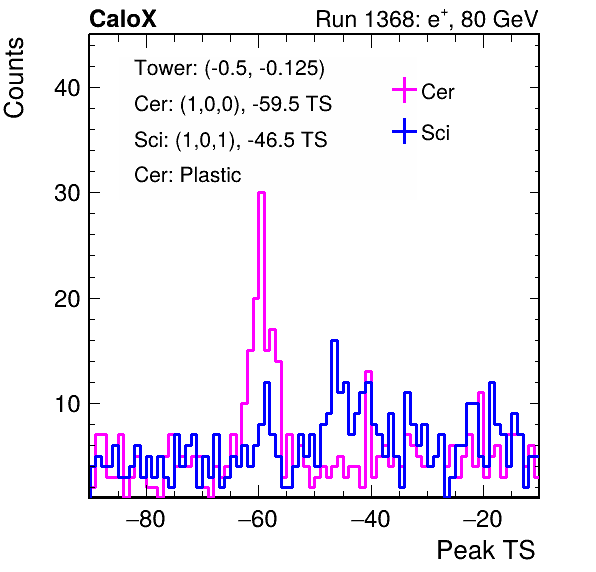 CaloX Run 1368: e⁺, 80 GeV
Counts
Tower: (-0.5, -0.125)
Cer: (1,0,0), -59.5 TS
Sci: (1,0,1), -46.5 TS
Cer: Plastic
Cer
Sci
40
30
20
10
−80 −60 −40 −20
Peak TS